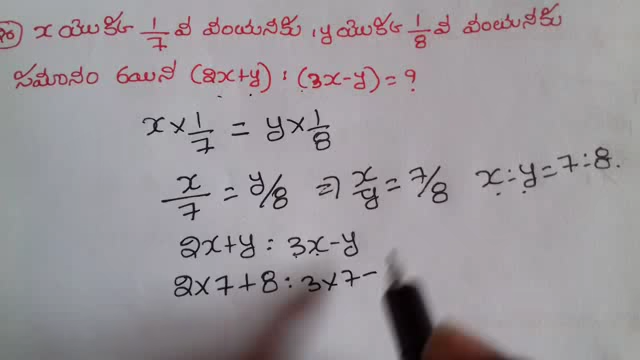 x యొక్క 1/7 వ వంతునకు, y యొక్క 1/8 వ వంతునకు
సమానం అయిన (2x+y) : (3x-y) = ?
x × 1/7 = y × 1/8
x/7 = y/8 ⇒ x/y = 7/8 x:y = 7:8.
2x+y : 3x-y
2×7+8 : 3×7-